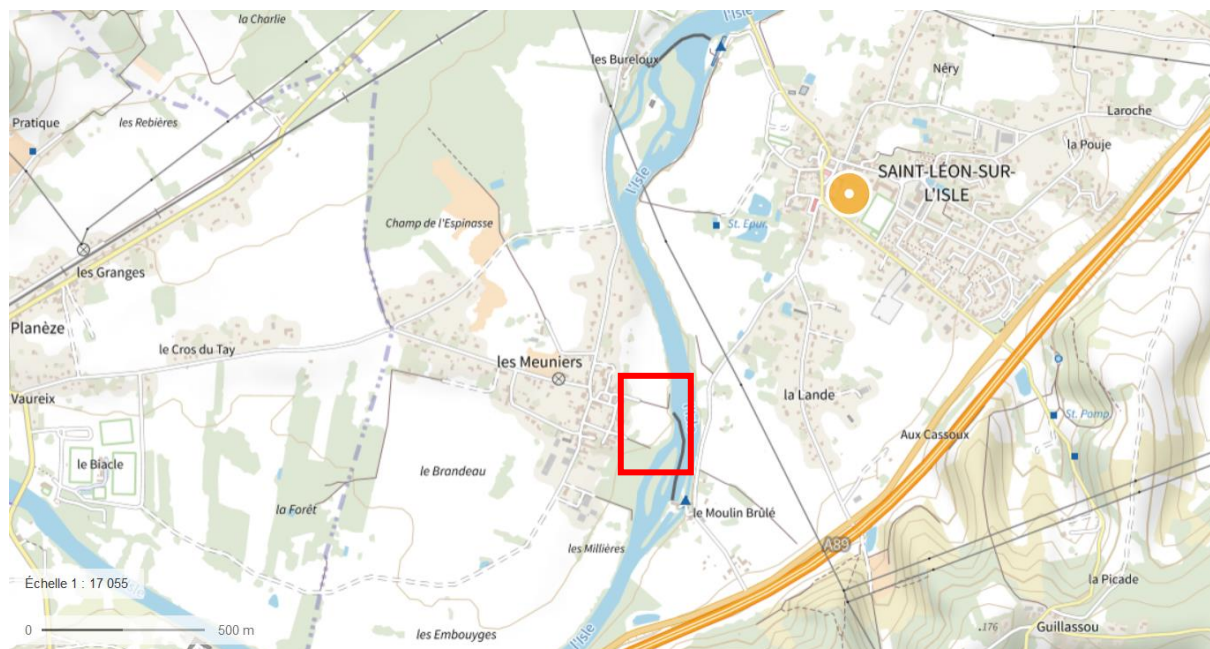 la Charlie
l'Isle
les Bureloux
Néry
Pratique
les Rebières
Laroche
la Pouje
l'Isle
SAINT-LÉON-SUR-
L'ISLE
Champ de l'Espinasse
St. Epur.
les Granges
Planèze
le Cros du Tay
les Meuniers
Vaureix
la Lande
St. Pomp.
Aux Cassoux
le Biacle
le Brandeau
la Forêt
le Moulin Brûlé
les Millières
A89
Échelle 1 : 17 055
la Picade
0 500 m
les Embouyges
l'Isle
.176
Guillassou